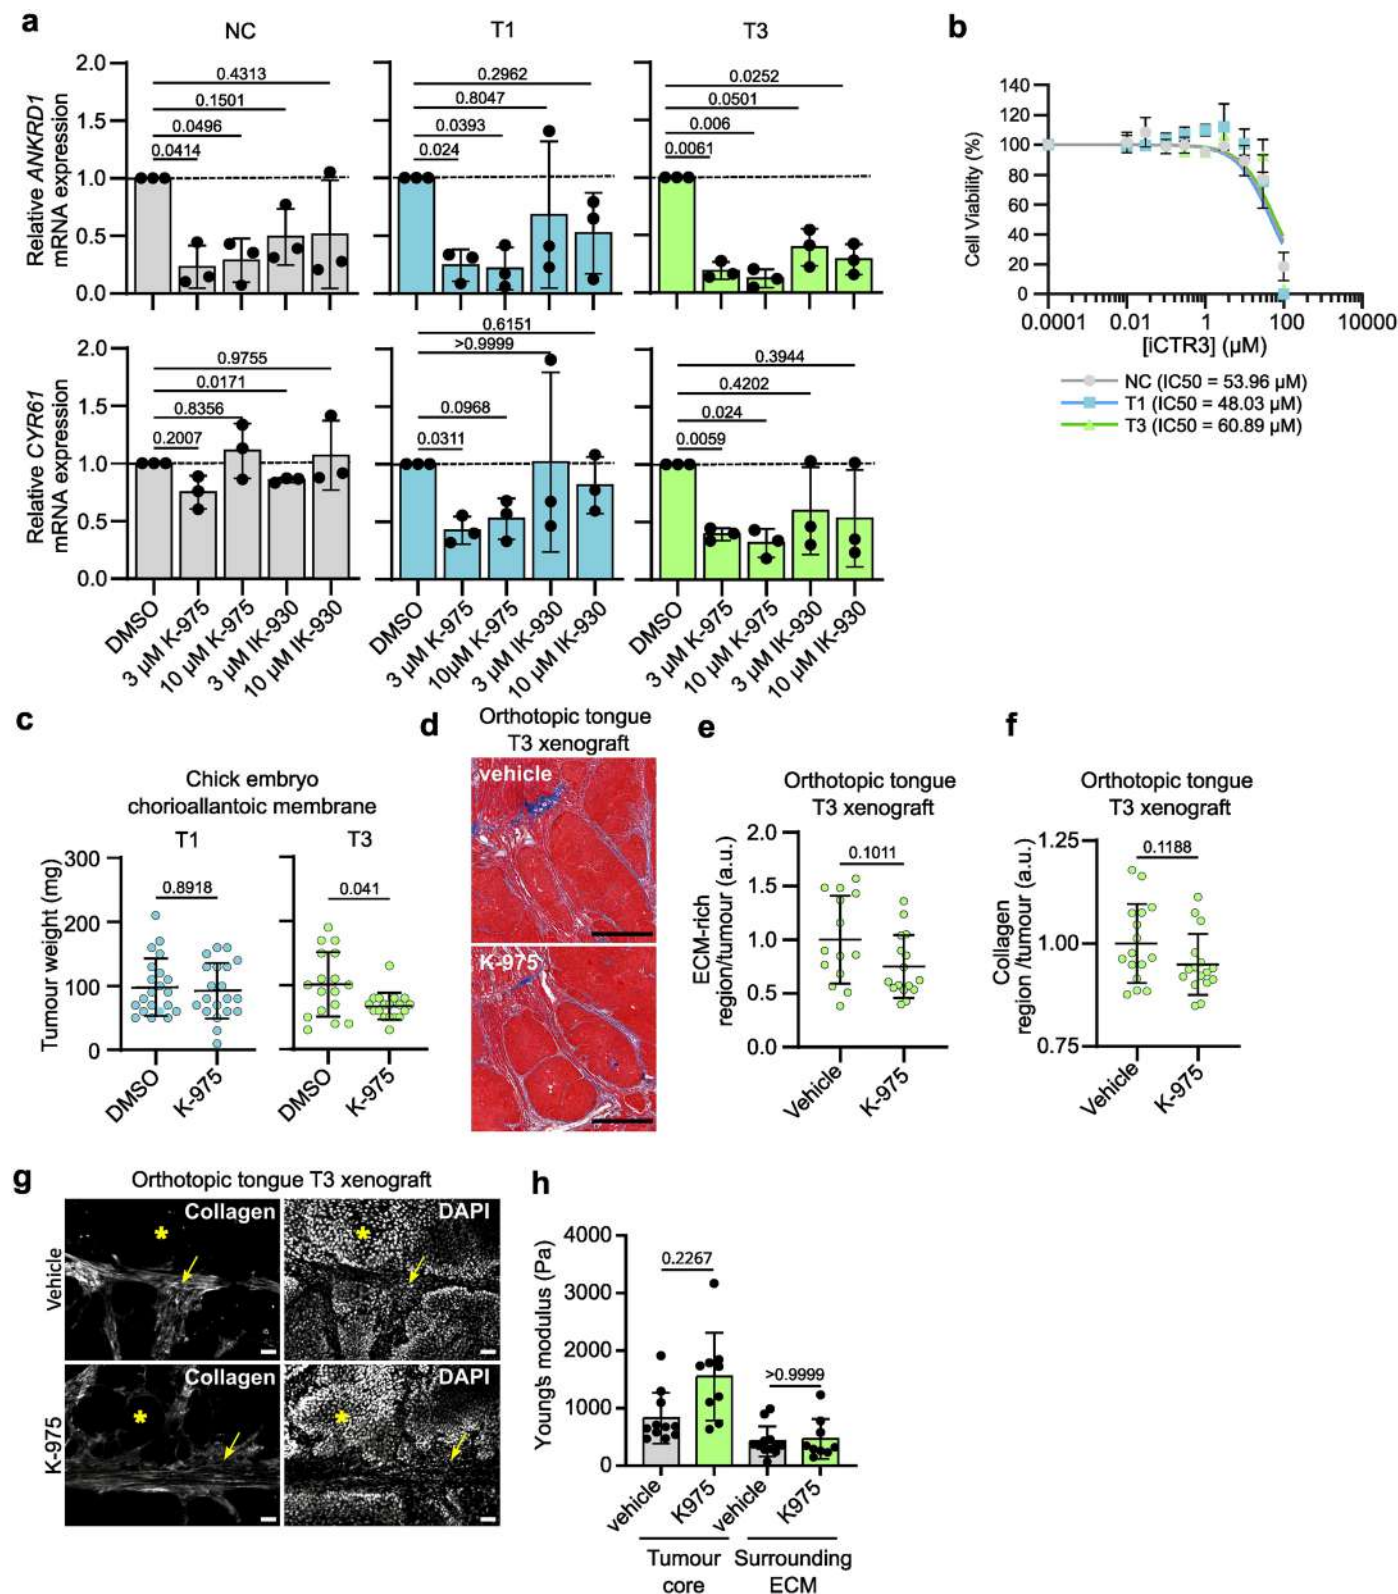 a
NC
T1
T3
Relative ANKRD1
mRNA expression
2.0
1.5
1.0
0.5
0.0
0.4313
0.1501
0.0496
0.0414
0.2962
0.8047
0.0393
0.024
0.0252
0.0501
0.006
0.0061
Relative CYR61
mRNA expression
2.0
1.5
1.0
0.5
0.0
0.9755
0.0171
0.8356
0.2007
0.6151
>0.9999
0.0968
0.0311
0.3944
0.4202
0.024
0.0059
DMSO
3 µM K-975
10 µM K-975
3 µM IK-930
10 µM IK-930
DMSO
3 µM K-975
10µM K-975
3 µM IK-930
10 µM IK-930
DMSO
3 µM K-975
10 µM K-975
3 µM IK-930
10 µM IK-930
b
Cell Viability (%)
140
120
100
80
60
40
20
0
0.0001
0.01
1
100
10000
[iCTR3] (µM)
NC (IC50 = 53.96 µM)
T1 (IC50 = 48.03 µM)
T3 (IC50 = 60.89 µM)
c
Chick embryo
chorioallantoic membrane
T1
T3
Tumour weight (mg)
300
200
100
0
0.8918
0.041
DMSO
K-975
DMSO
K-975
d
Orthotopic tongue
T3 xenograft
vehicle
K-975
e
Orthotopic tongue
T3 xenograft
ECM-rich
region/tumour (a.u.)
2.0
1.5
1.0
0.5
0.0
0.1011
Vehicle
K-975
f
Orthotopic tongue
T3 xenograft
Collagen
region /tumour (a.u.)
1.25
1.00
0.75
0.1188
Vehicle
K-975
g
Orthotopic tongue T3 xenograft
Vehicle
Collagen
*
DAPI
*
K-975
Collagen
*
DAPI
*
h
Young's modulus (Pa)
4000
3000
2000
1000
0
0.2267
>0.9999
vehicle
K975
vehicle
K975
Tumour
core
Surrounding
ECM